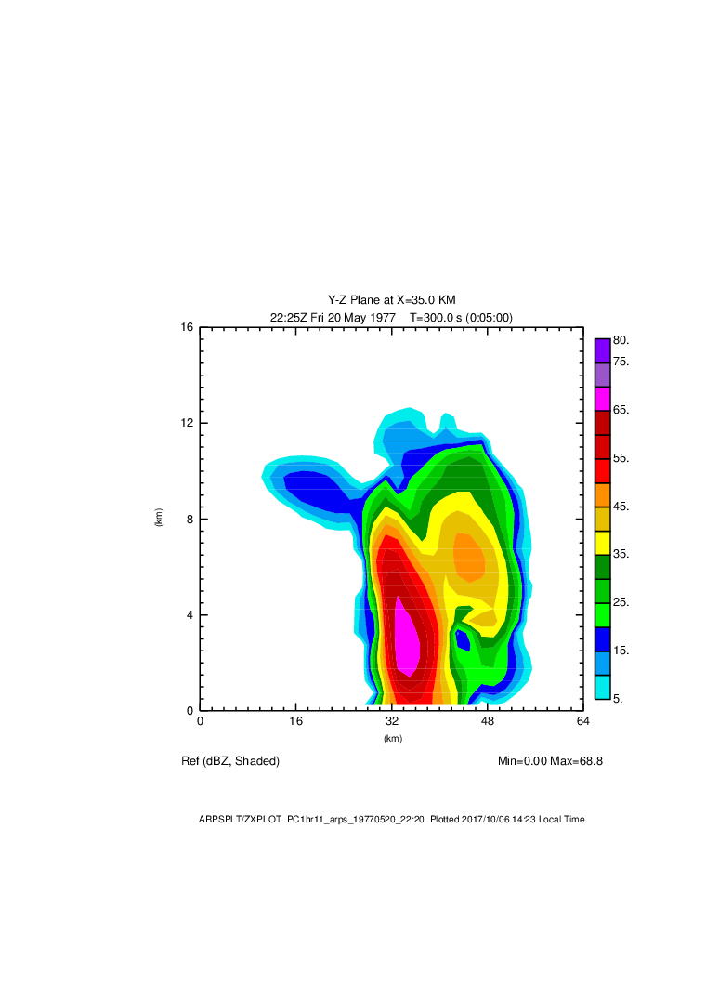 Y-Z Plane at X=35.0 KM
22:25Z Fri 20 May 1977 T=300.0 s (0:05:00)
16
12
8
4
0
(km)
0 16 32 48 64
(km)
80.
75.
65.
55.
45.
35.
25.
15.
5.
Ref (dBZ, Shaded) Min=0.00 Max=68.8
ARPSPLT/ZXPLOT PC1hr11_arps_19770520_22:20 Plotted 2017/10/06 14:23 Local Time